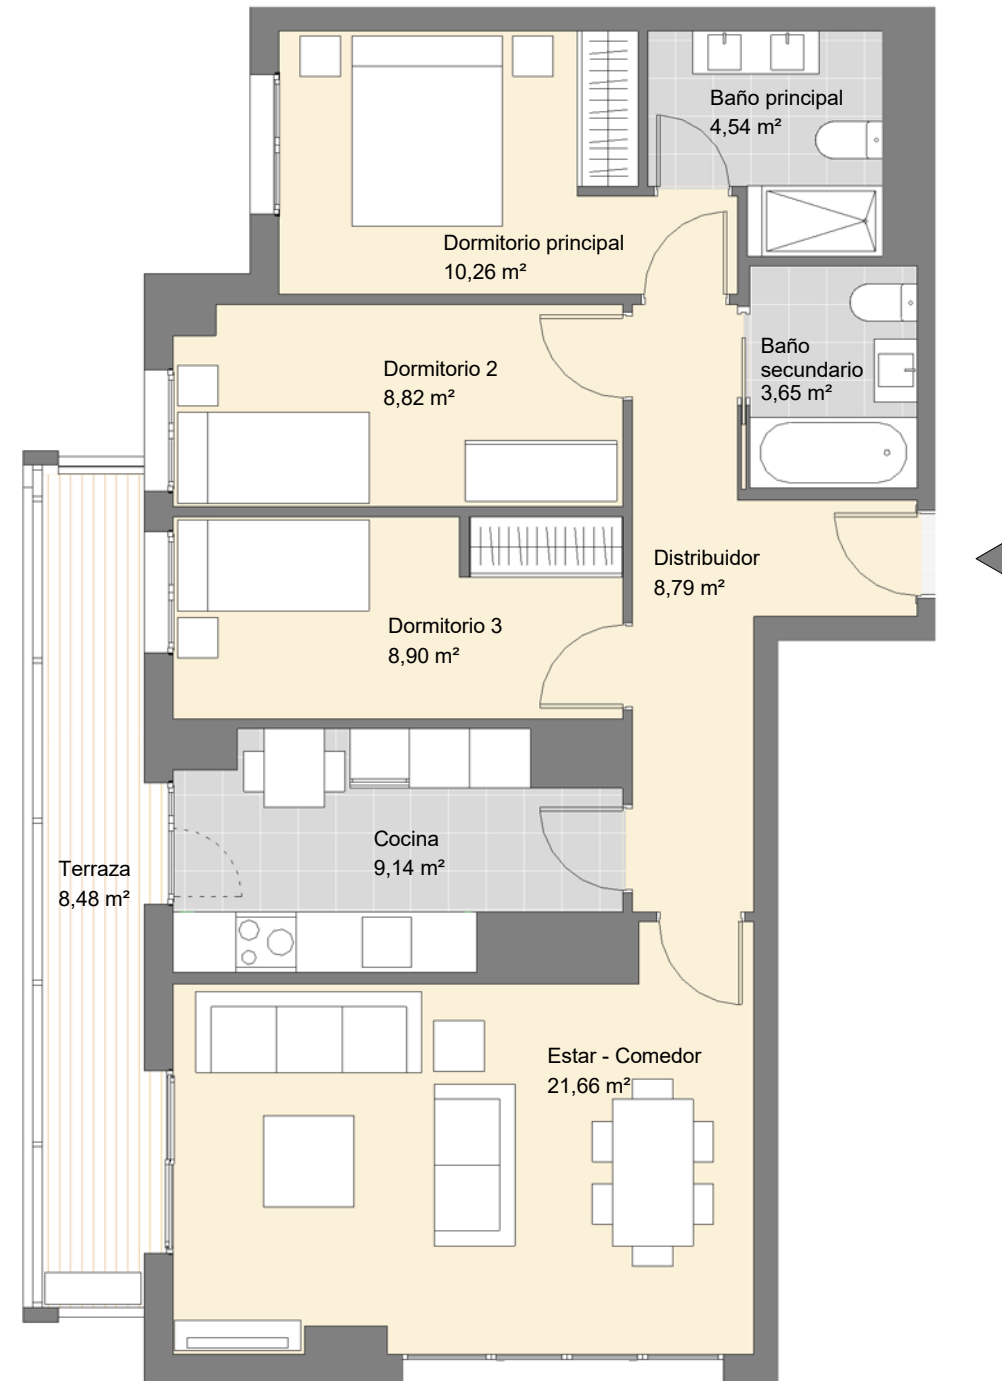 Baño principal
4,54 m²
Dormitorio principal
10,26 m²
Baño
secundario
3,65 m²
Dormitorio 2
8,82 m²
Distribuidor
8,79 m²
Dormitorio 3
8,90 m²
Cocina
9,14 m²
Terraza
8,48 m²
Estar - Comedor
21,66 m²